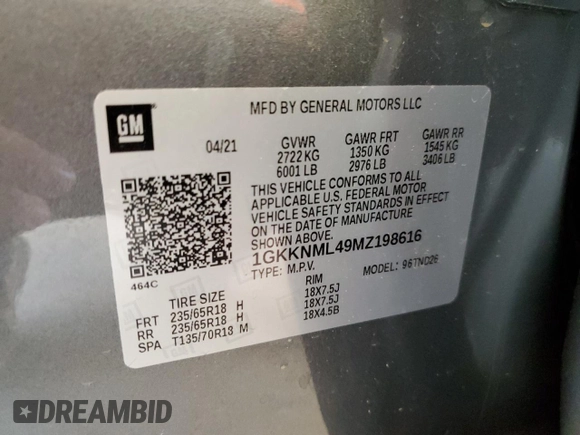 GM
MFD BY GENERAL MOTORS LLC
04/21 GVWR GAWR FRT GAWR RR
2722 KG 1350 KG 1545 KG
6001 LB 2976 LB 3406 LB
THIS VEHICLE CONFORMS TO ALL
APPLICABLE U.S. FEDERAL MOTOR
VEHICLE SAFETY STANDARDS IN EFFECT
ON THE DATE OF MANUFACTURE
SHOWN ABOVE.
1GKKNML49MZ198616
TYPE: M.P.V. MODEL: 96TNO26
464C
TIRE SIZE RIM
FRT 235/65R18 H 18X7.5J
RR 235/65R18 H 18X7.5J
SPA T135/70R18 M 18X4.5B
DREAMBID